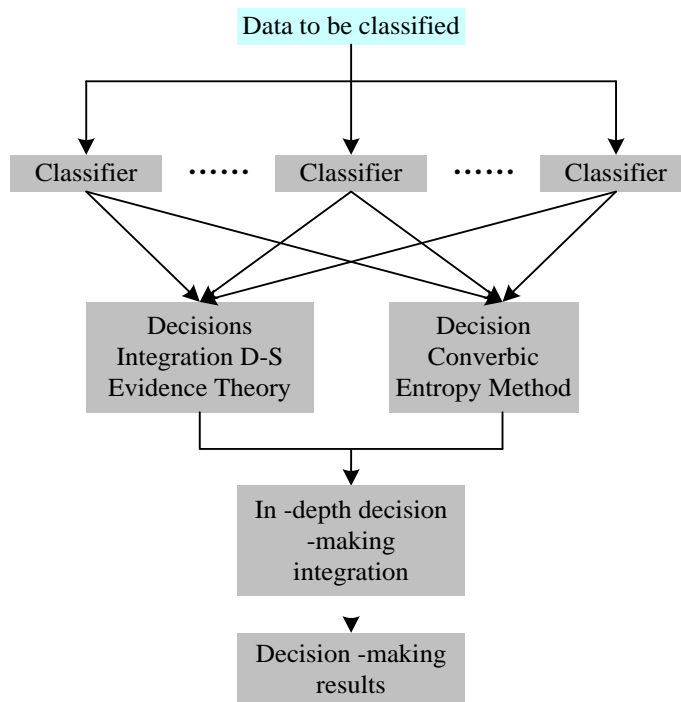 Data to be classified
Classifier ...... Classifier ...... Classifier
Decisions
Integration D-S
Evidence Theory
Decision
Converbic
Entropy Method
In -depth decision
-making
integration
Decision -making
results